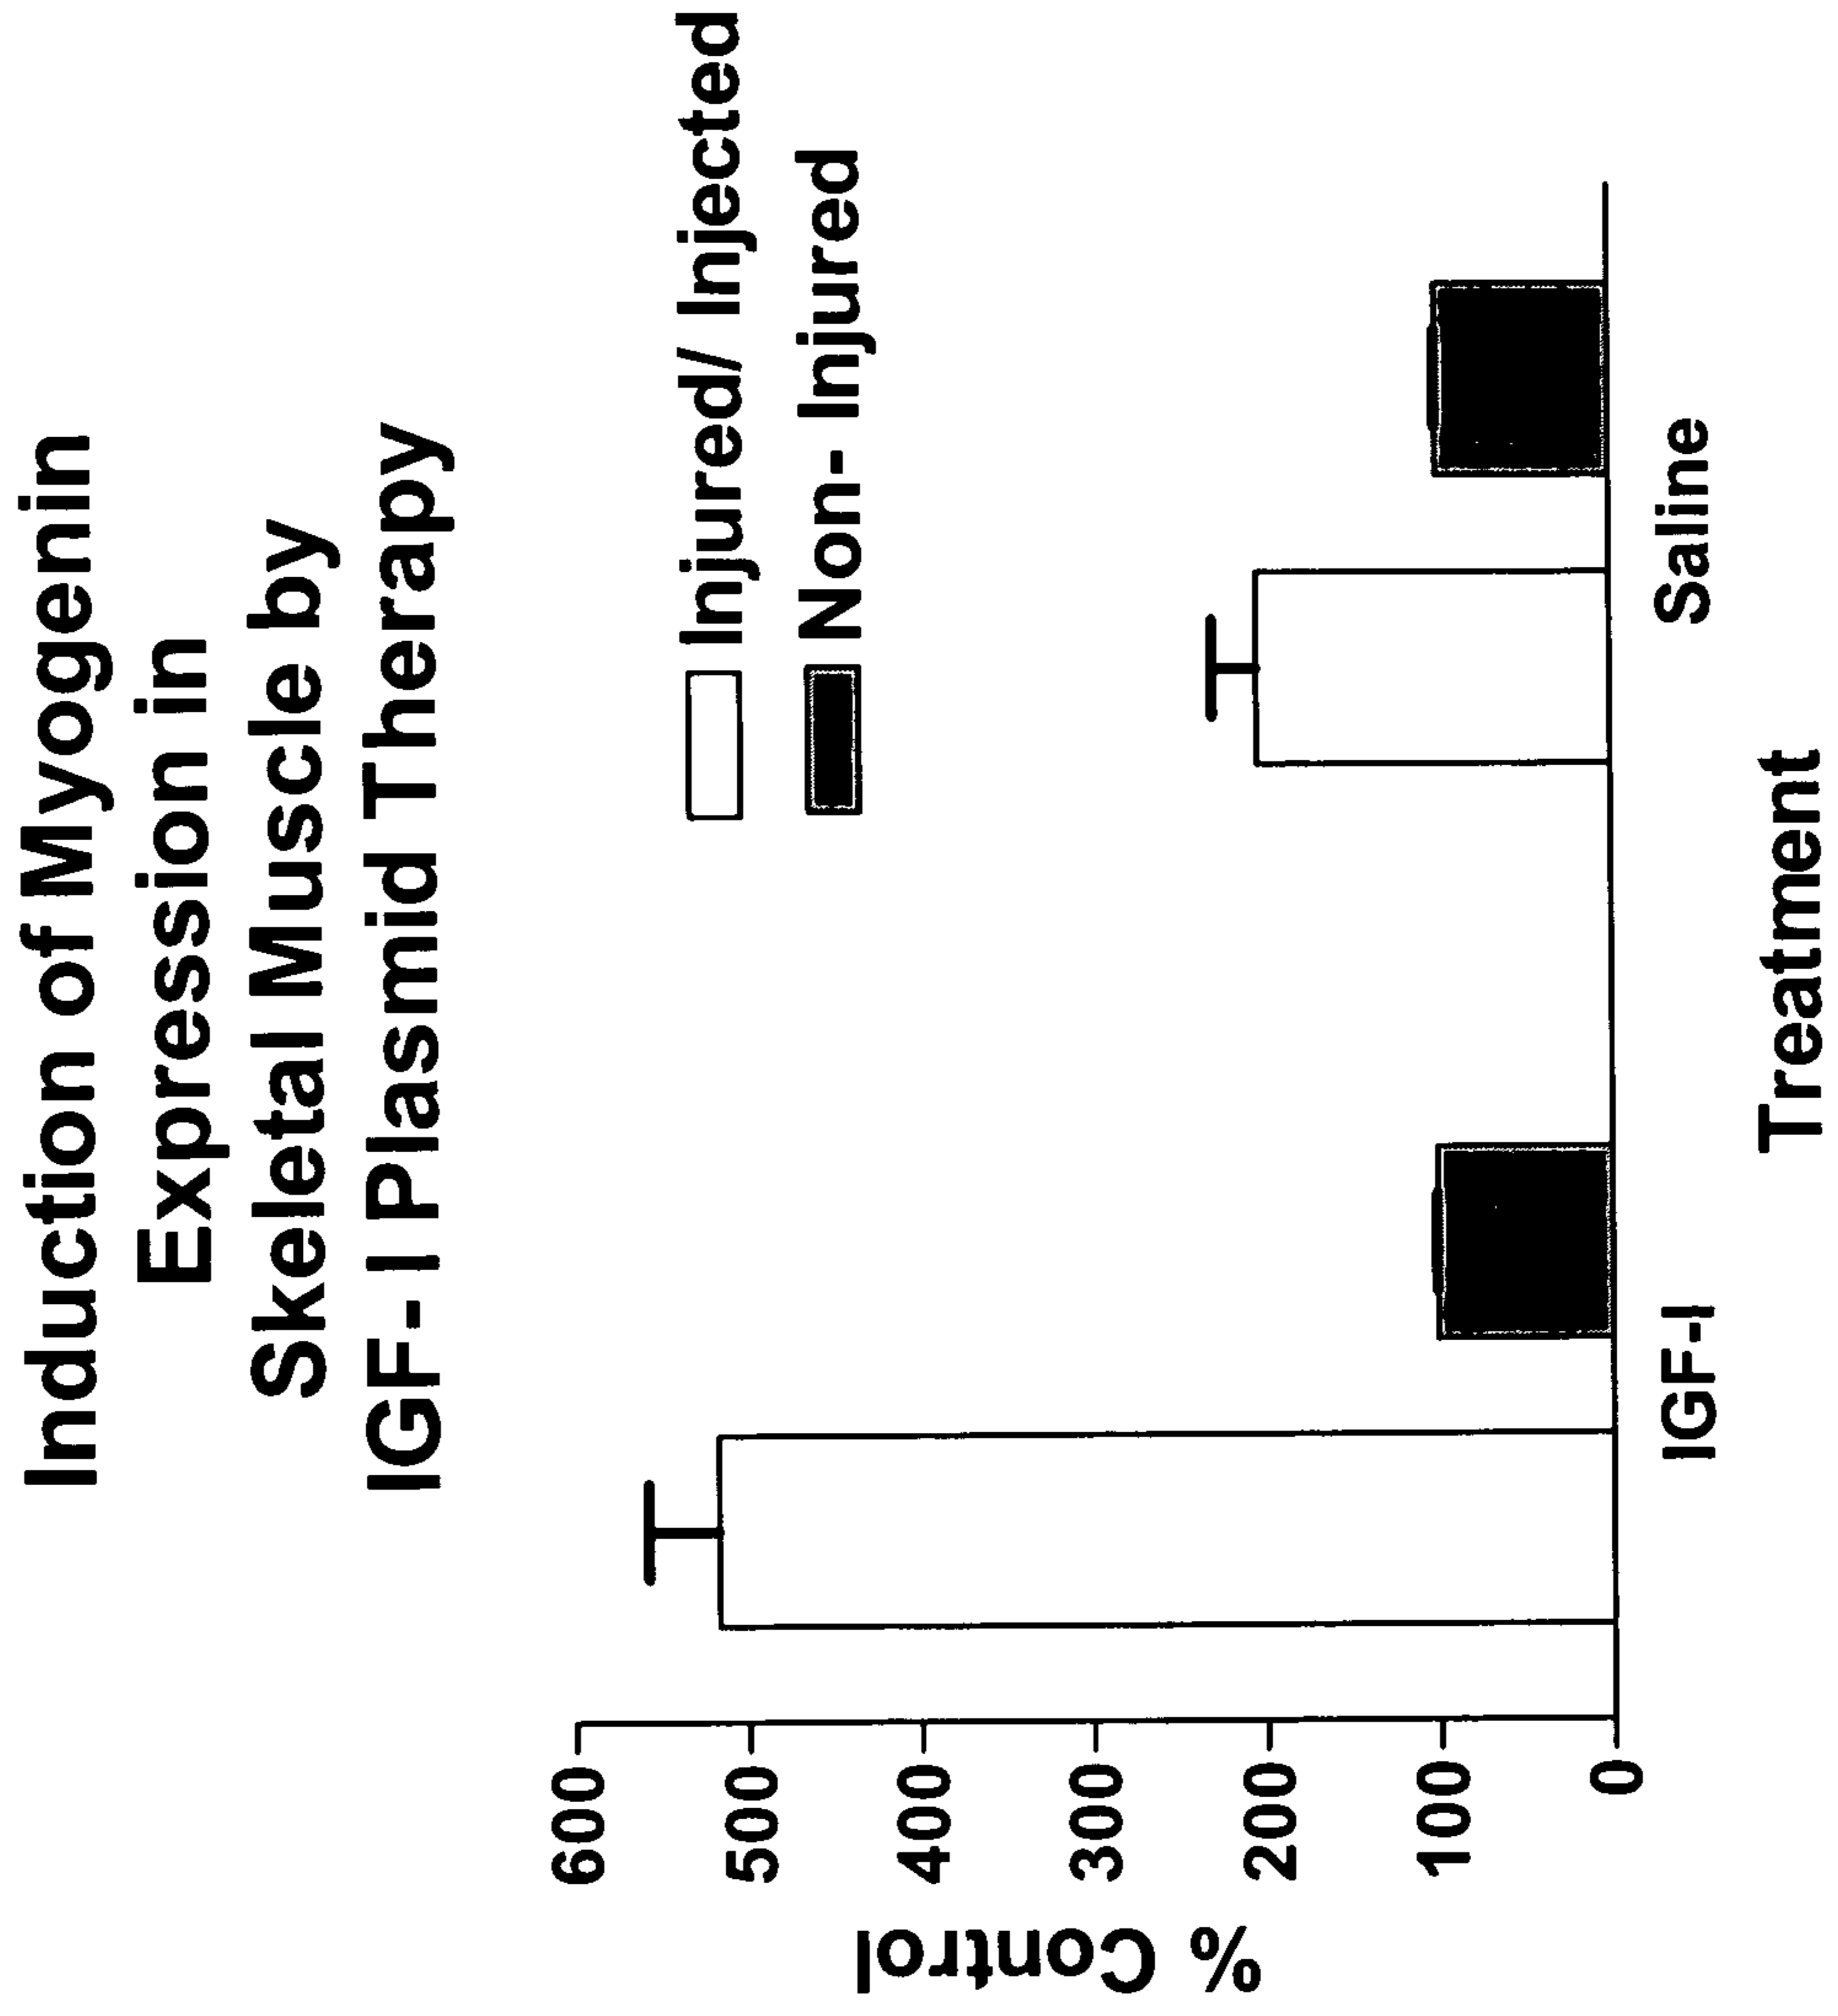 Induction of Myogenin
Expression in
Skeletal Muscle by
IGF-I Plasmid Therapy
Injured/ Injected
Non- Injured
% Control
600
500
400
300
200
100
0
IGF-I
Saline
Treatment